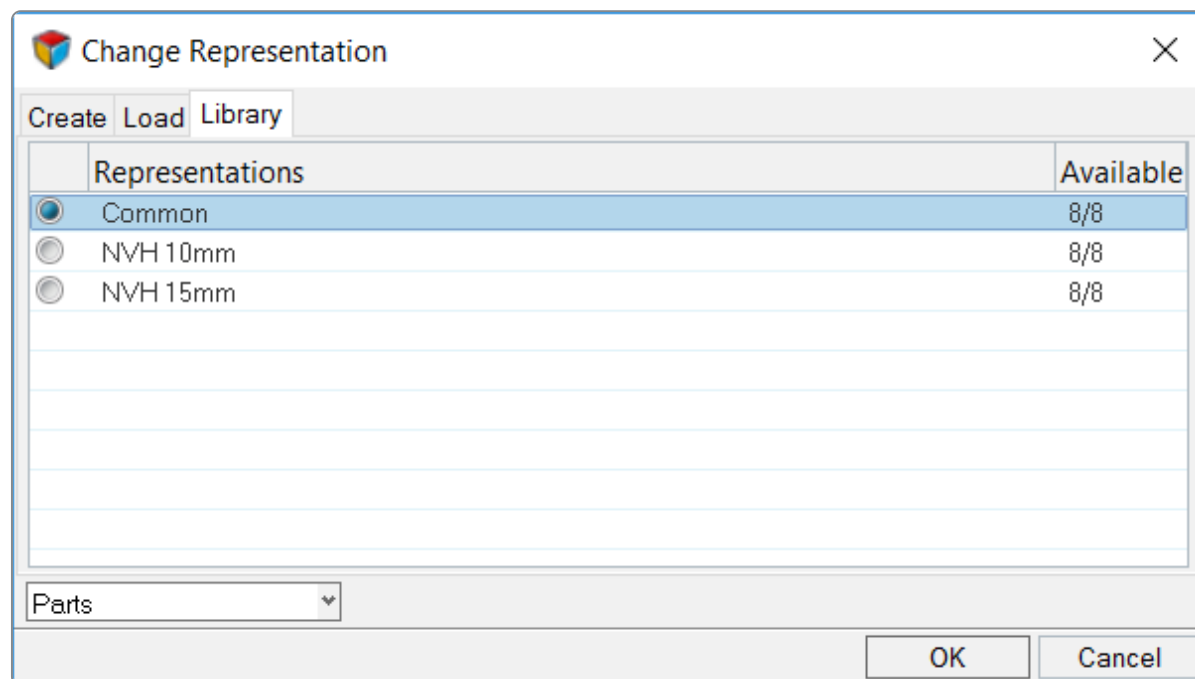 Change Representation
Create Load Library
Representations Available
Common 8/8
NVH 10mm 8/8
NVH 15mm 8/8
Parts
OK Cancel